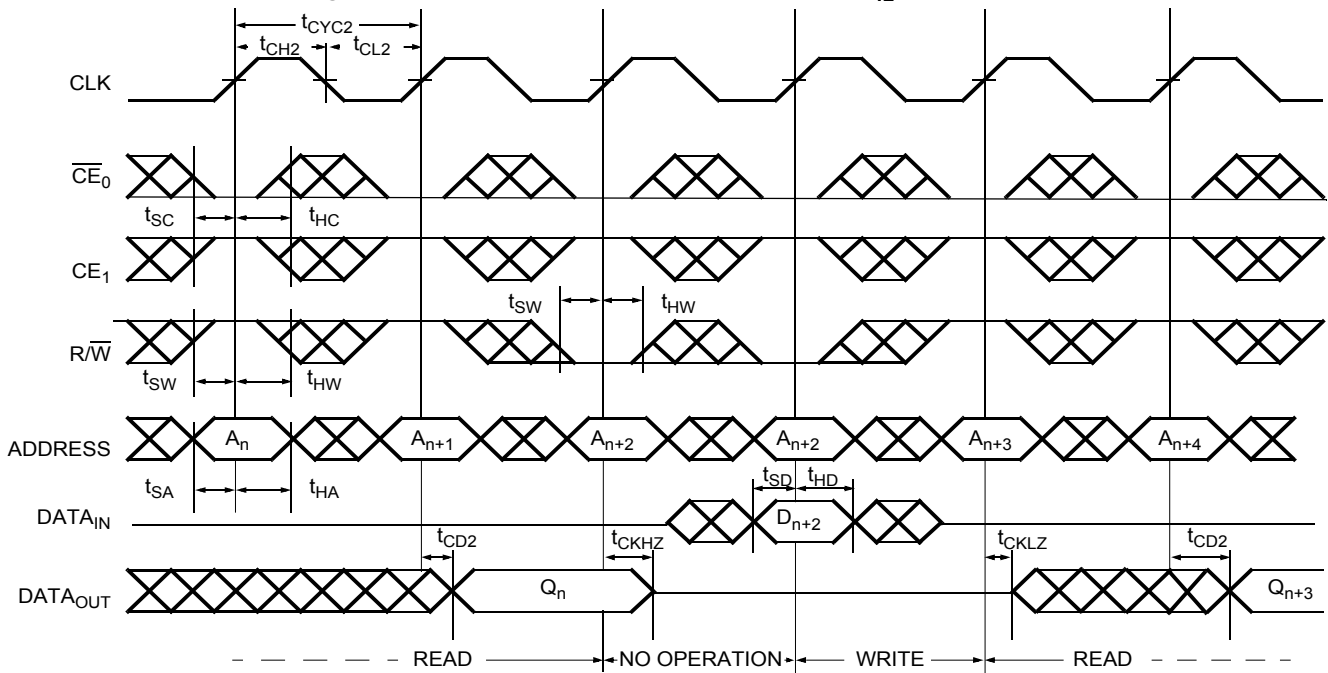 tCYC2
tCH2 tCL2
CLK
CE0
tSC tHC
CE1
tSW tHW
R/W
tSW tHW
ADDRESS An An+1 An+2 An+2 An+3 An+4
tSA tHA tSD tHD
DATAIN Dn+2
tCD2 tCKHZ tCKLZ tCD2
DATAOUT Qn Qn+3
READ NO OPERATION WRITE READ